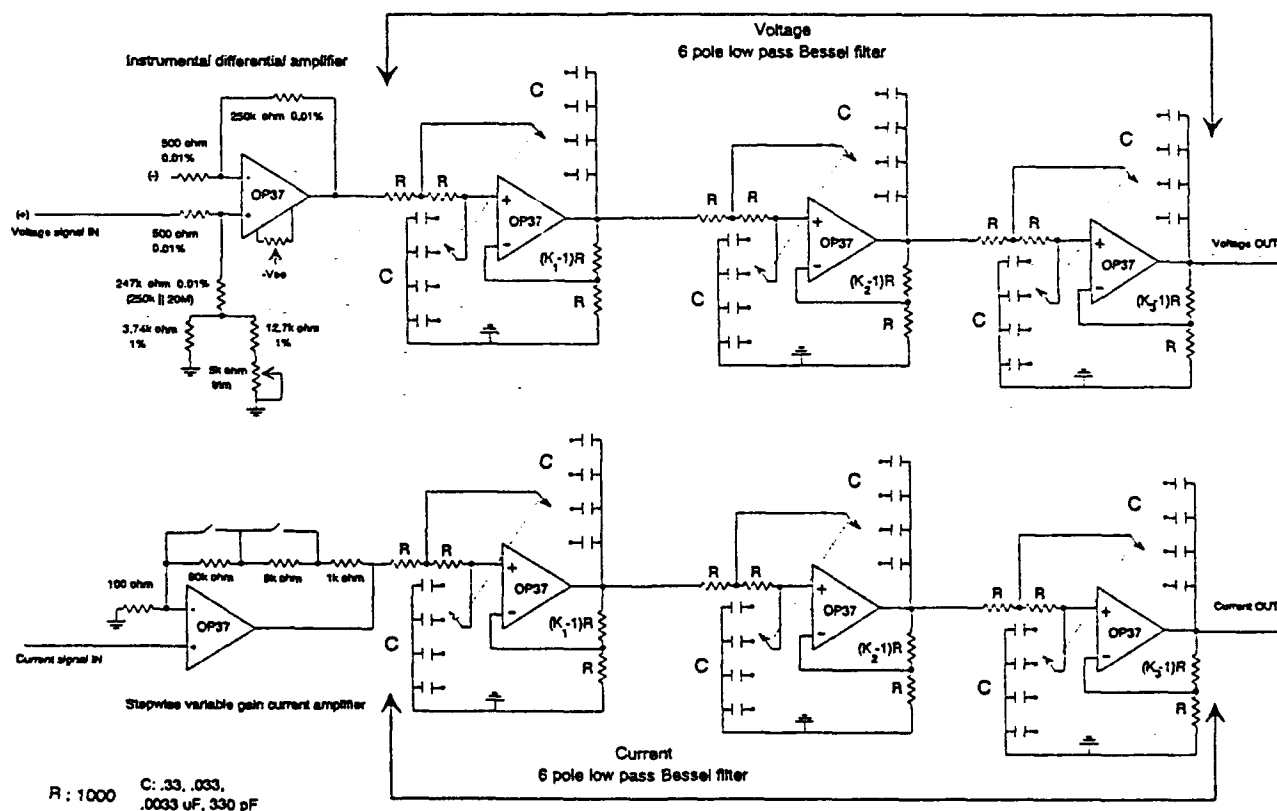 Voltage
6 pole low pass Bessel filter
Instrumental differential amplifier
250k ohm 0.01%
500 ohm
0.01%
(-)
-
OP37
+
(+)
Voltage signal IN
500 ohm
0.01%
-Vee
247k ohm 0.01%
(250k || 20M)
3.74k ohm
1%
12.7k ohm
1%
5k ohm
trim
C
R
R
+
OP37
-
(K1-1)R
R
C
C
R
R
+
OP37
-
(K2-1)R
R
C
C
R
R
+
OP37
-
(K3-1)R
R
C
Voltage OUT
100 ohm
90k ohm
9k ohm
1k ohm
-
OP37
+
Current signal IN
Stepwise variable gain current amplifier
C
R
R
+
OP37
-
(K1-1)R
R
C
C
R
R
+
OP37
-
(K2-1)R
R
C
C
R
R
+
OP37
-
(K3-1)R
R
C
Current OUT
Current
6 pole low pass Bessel filter
R : 1000
C: .33, .033,
.0033 uF, 330 pF